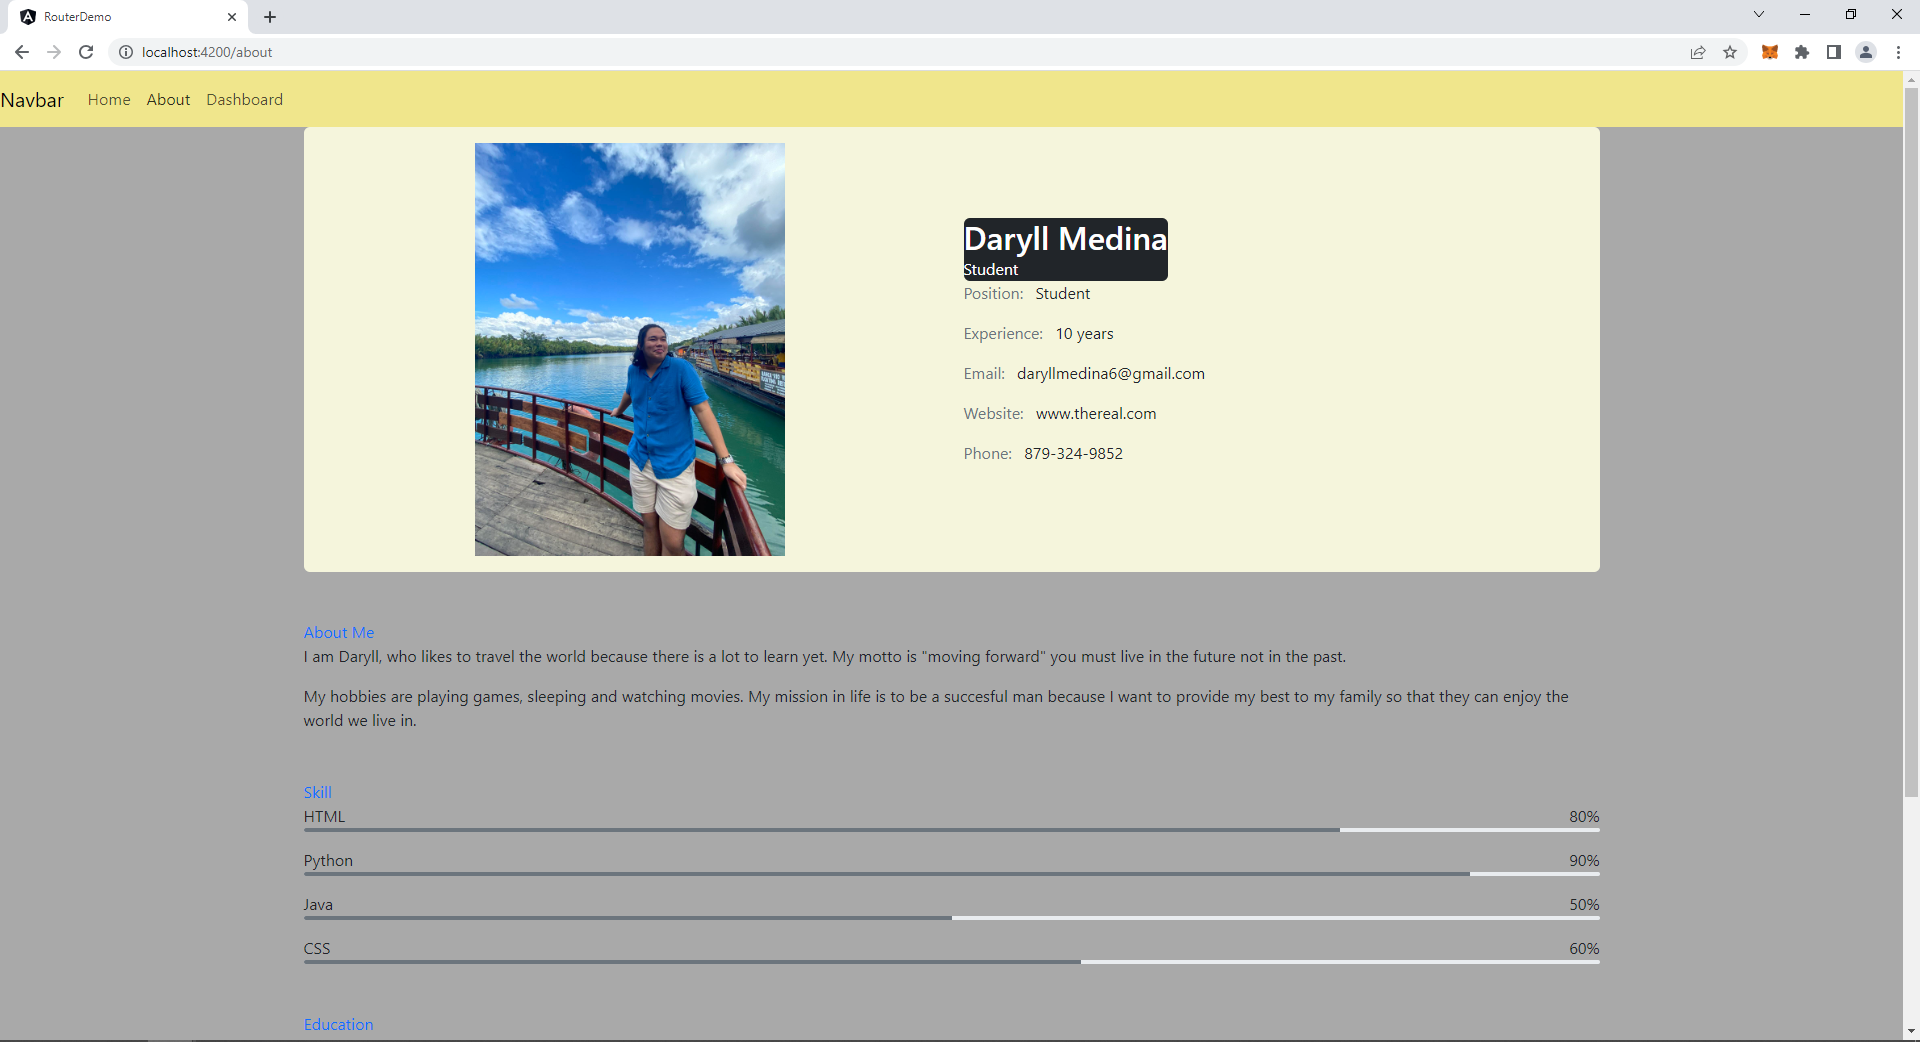 RouterDemo
localhost:4200/about
Navbar Home About Dashboard
Daryll Medina
Student
Position: Student
Experience: 10 years
Email: daryllmedina6@gmail.com
Website: www.thereal.com
Phone: 879-324-9852
About Me
I am Daryll, who likes to travel the world because there is a lot to learn yet. My motto is "moving forward" you must live in the future not in the past.
My hobbies are playing games, sleeping and watching movies. My mission in life is to be a succesful man because I want to provide my best to my family so that they can enjoy the
world we live in.
Skill
HTML 80%
Python 90%
Java 50%
CSS 60%
Education